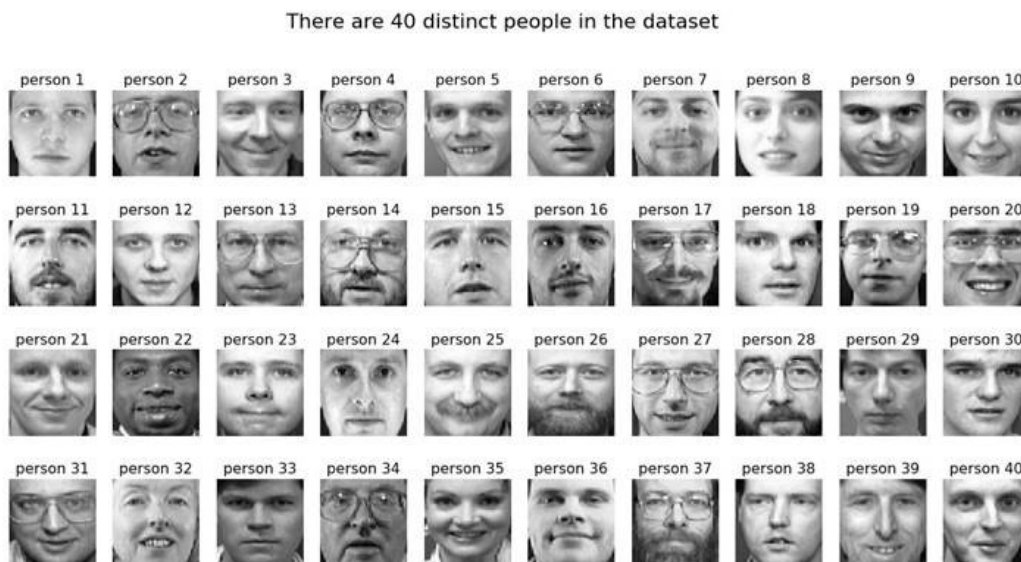 There are 40 distinct people in the dataset
person 1 person 2 person 3 person 4 person 5 person 6 person 7 person 8 person 9 person 10
person 11 person 12 person 13 person 14 person 15 person 16 person 17 person 18 person 19 person 20
person 21 person 22 person 23 person 24 person 25 person 26 person 27 person 28 person 29 person 30
person 31 person 32 person 33 person 34 person 35 person 36 person 37 person 38 person 39 person 40